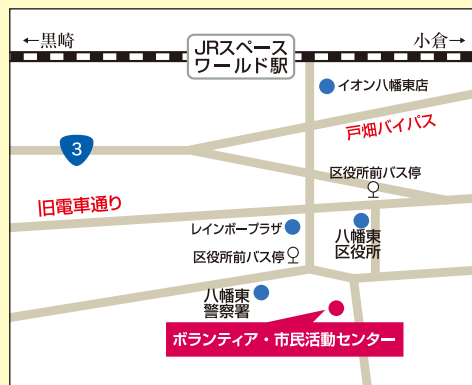 ←黒崎
小倉→
JRスペース
ワールド駅
イオン八幡東店
戸畑バイパス
3
区役所前バス停
旧電車通り
レインボープラザ
八幡東
区役所
区役所前バス停
八幡東
警察署
ボランティア・市民活動センター